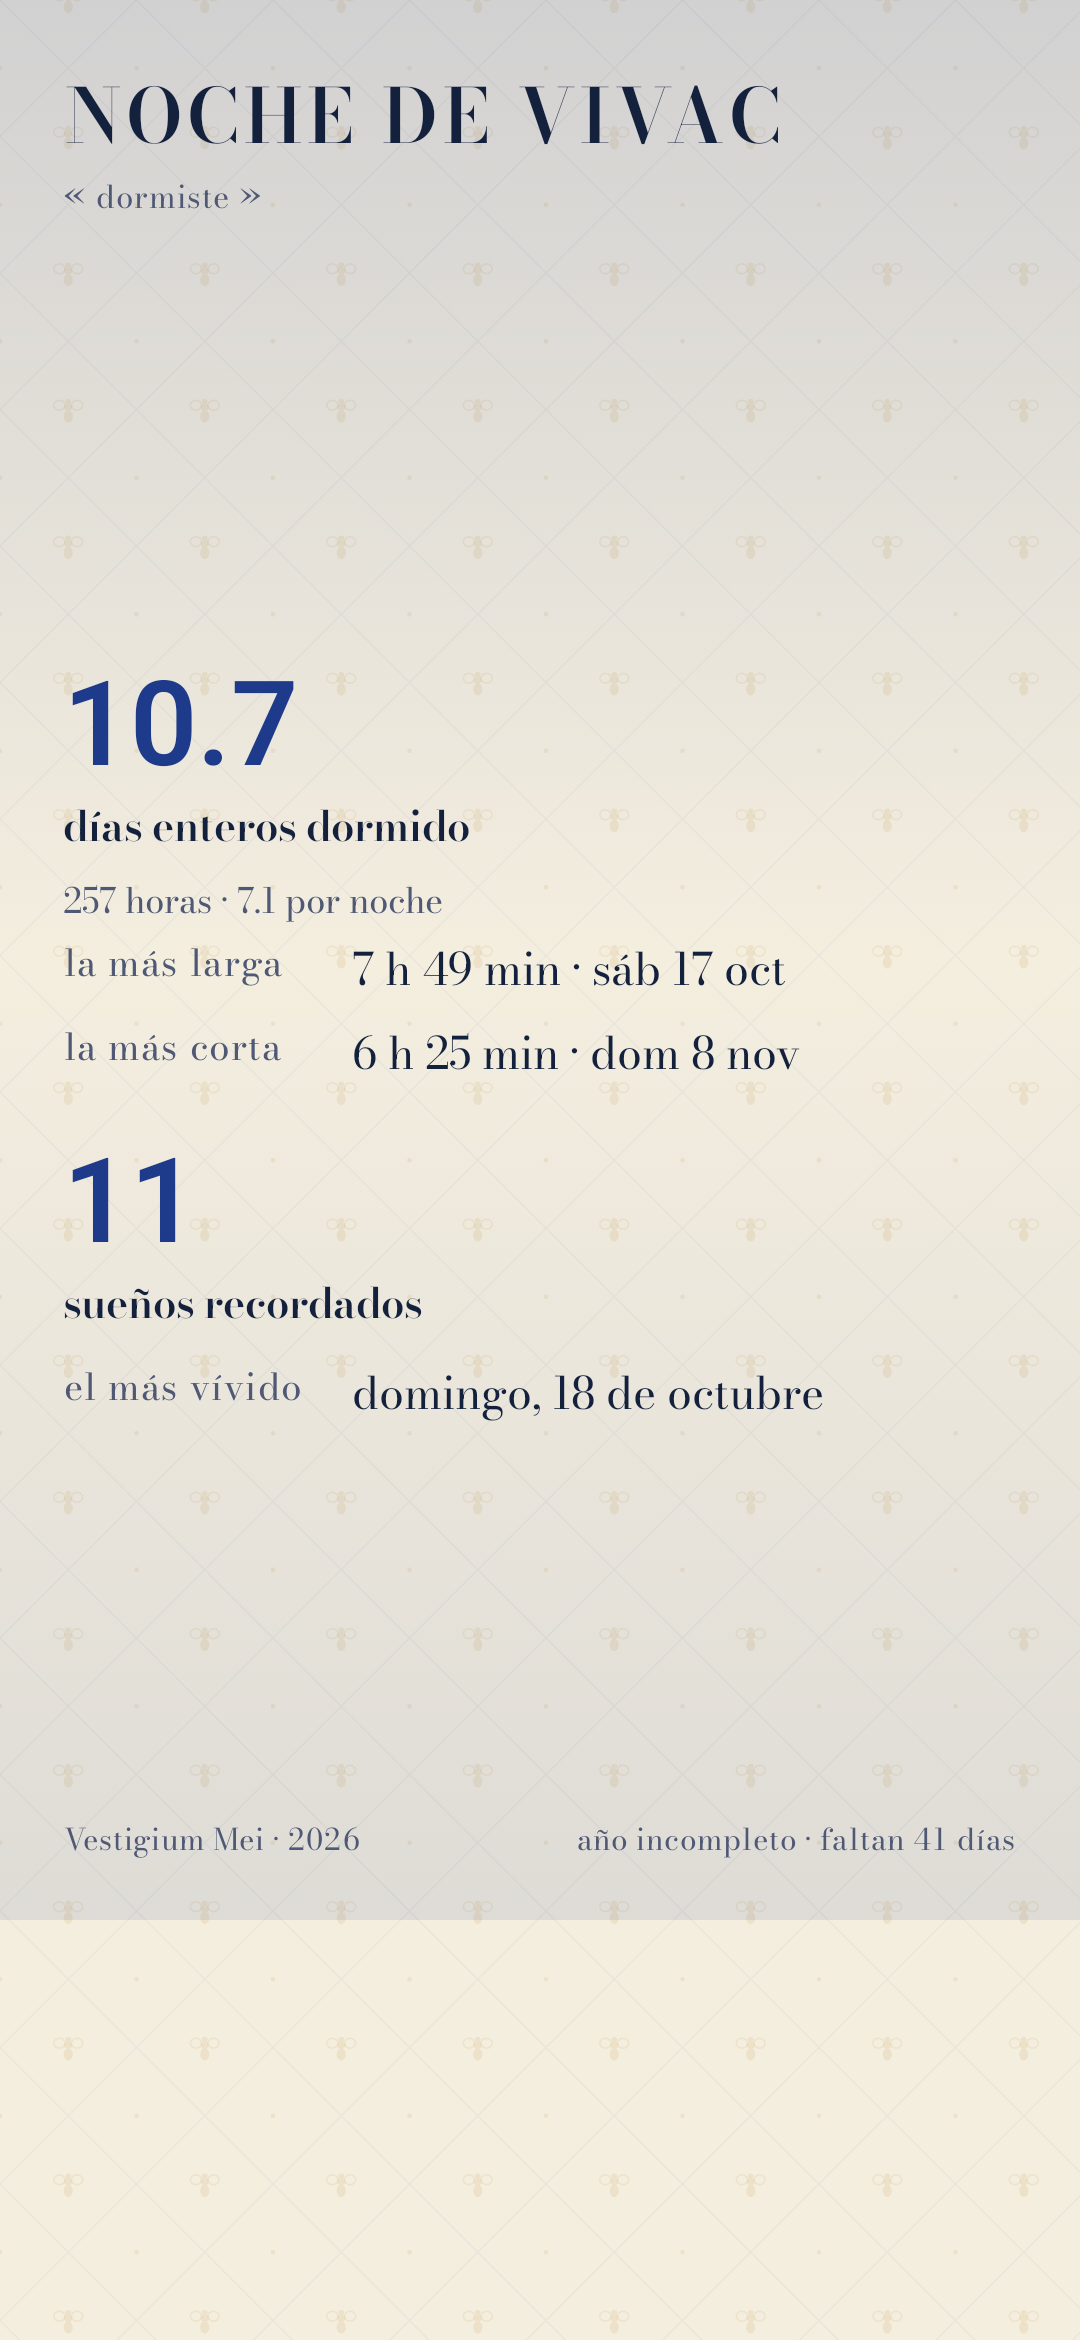 NOCHE DE VIVAC
« dormiste »
10.7
días enteros dormido
257 horas · 7.1 por noche
la más larga 7 h 49 min · sáb 17 oct
la más corta 6 h 25 min · dom 8 nov
11
sueños recordados
el más vívido domingo, 18 de octubre
Vestigium Mei · 2026 año incompleto · faltan 41 días